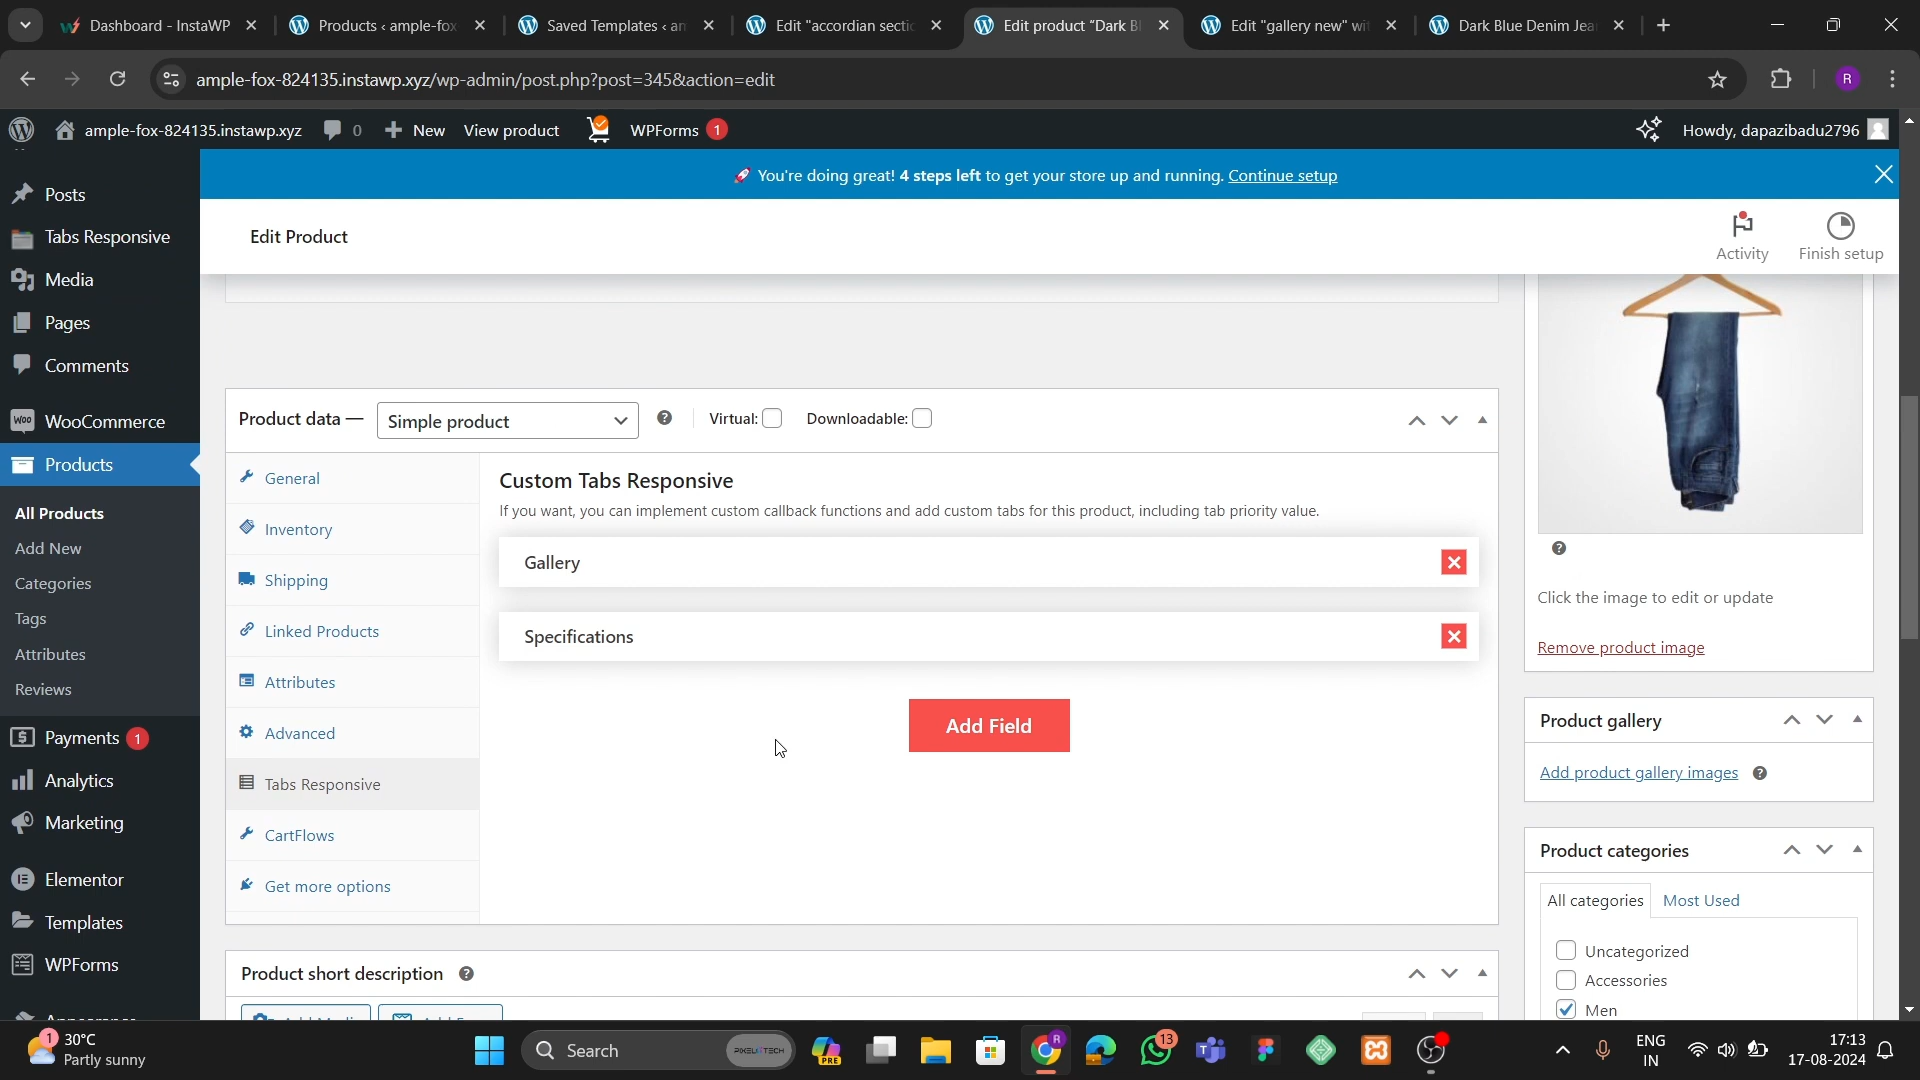 Dashboard - InstaWP
Products ‹ ample-fox
Saved Templates ‹ an
Edit "accordian sectio
Edit product "Dark Bl
Edit "gallery new" wit
Dark Blue Denim Jea
ample-fox-824135.instawp.xyz/wp-admin/post.php?post=345&action=edit
R
ample-fox-824135.instawp.xyz
0
New
View product
WPForms 1
Howdy, dapazibadu2796
🚀 You're doing great! 4 steps left to get your store up and running. Continue setup
Edit Product
Activity
Finish setup
Posts
Tabs Responsive
Media
Pages
Comments
WooCommerce
Products
All Products
Add New
Categories
Tags
Attributes
Reviews
Payments 1
Analytics
Marketing
Elementor
Templates
WPForms
Product data — Simple product
Virtual:
Downloadable:
General
Inventory
Shipping
Linked Products
Attributes
Advanced
Tabs Responsive
CartFlows
Get more options
Custom Tabs Responsive
If you want, you can implement custom callback functions and add custom tabs for this product, including tab priority value.
Gallery
Specifications
Add Field
Product short description
Click the image to edit or update
Remove product image
Product gallery
Add product gallery images
Product categories
All categories
Most Used
Uncategorized
Accessories
Men
1
30°C
Partly sunny
Search
PIXELIITECH
PRE
R
13
ENG
IN
17:13
17-08-2024